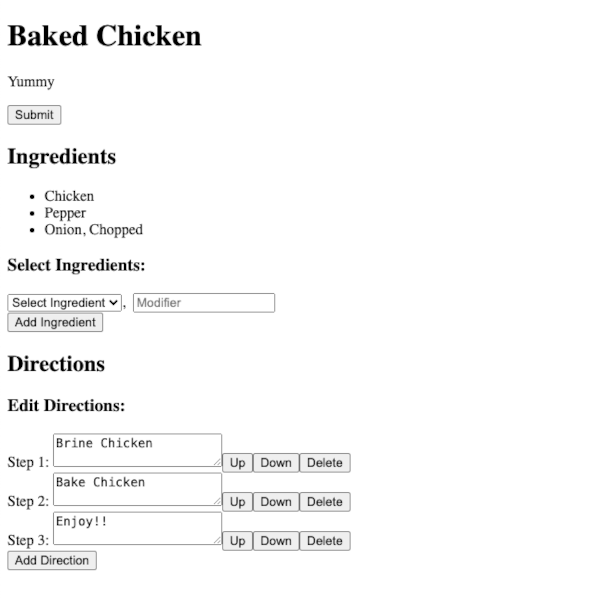 Baked Chicken
Yummy
Submit
Ingredients
Chicken
Pepper
Onion, Chopped
Select Ingredients:
Select Ingredient , Modifier
Add Ingredient
Directions
Edit Directions:
Step 1: Brine Chicken Up Down Delete
Step 2: Bake Chicken Up Down Delete
Step 3: Enjoy!! Up Down Delete
Add Direction